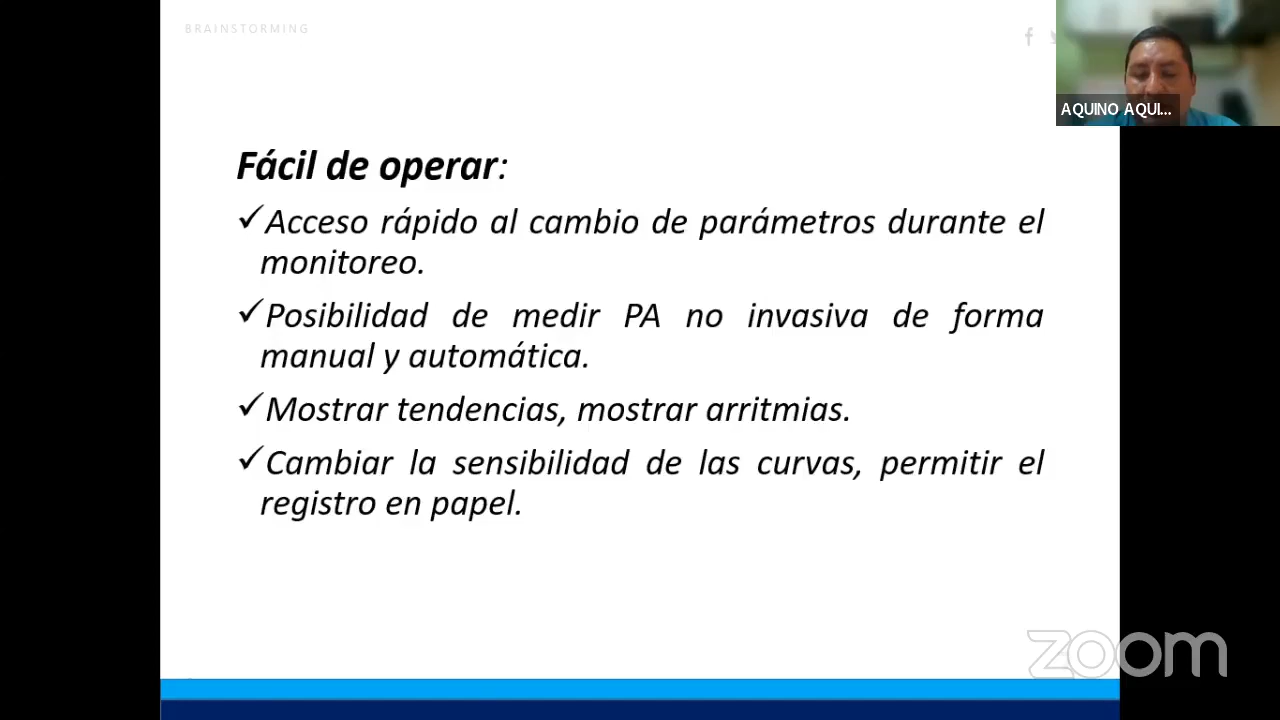 BRAINSTORMING
AQUINO AQUI...
Fácil de operar:
✓Acceso rápido al cambio de parámetros durante el
monitoreo.
✓Posibilidad de medir PA no invasiva de forma
manual y automática.
✓Mostrar tendencias, mostrar arritmias.
✓Cambiar la sensibilidad de las curvas, permitir el
registro en papel.
zoom